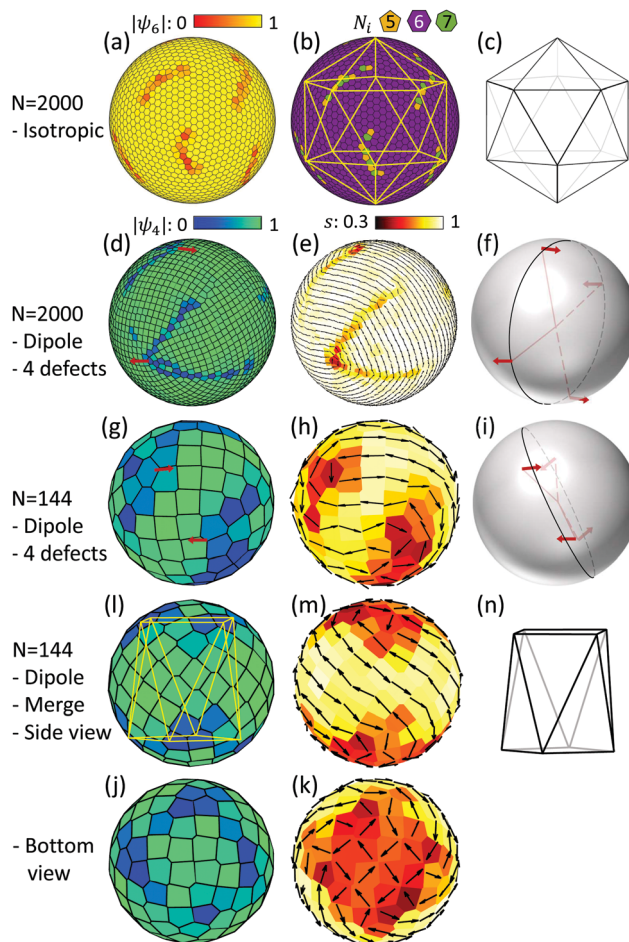 |ψ₆|: 0 1 Nᵢ 5 6 7
(a) (b) (c)
N=2000
- Isotropic
|ψ₄|: 0 1 s: 0.3 1
(d) (e) (f)
N=2000
- Dipole
- 4 defects
(g) (h) (i)
N=144
- Dipole
- 4 defects
(l) (m) (n)
N=144
- Dipole
- Merge
- Side view
(j) (k)
- Bottom
view